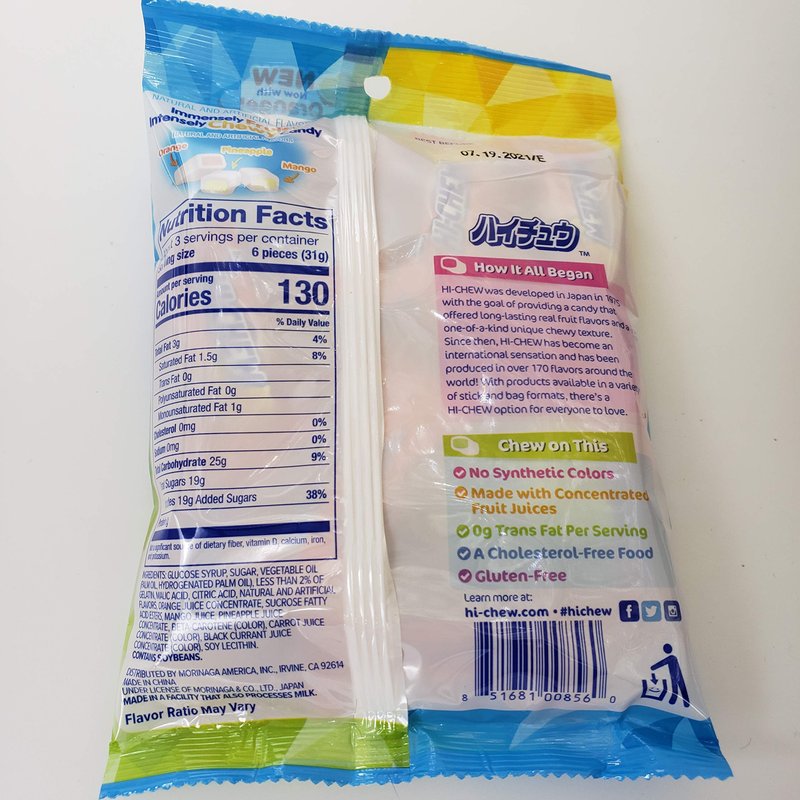 NEW
Now with
Orange!
NATURAL AND ARTIFICIAL FLAVORS
Immensely
Intensely Chewy Candy
NATURAL AND ARTIFICIAL
Orange
Pineapple
Mango
Nutrition Facts
3 servings per container
size 6 pieces (31g)
Amount per serving
Calories 130
% Daily Value
Total Fat 3g 4%
Saturated Fat 1.5g 8%
Trans Fat 0g
Polyunsaturated Fat 0g
Monounsaturated Fat 1g
Cholesterol 0mg 0%
Sodium 0mg 0%
Total Carbohydrate 25g 9%
Sugars 19g
19g Added Sugars 38%
significant source of dietary fiber, vitamin D, calcium, iron,
potassium.
INGREDIENTS: GLUCOSE SYRUP, SUGAR, VEGETABLE OIL
(PALM OIL, HYDROGENATED PALM OIL), LESS THAN 2% OF
GELATIN, MALIC ACID, CITRIC ACID, NATURAL AND ARTIFICIAL
FLAVORS, ORANGE JUICE CONCENTRATE, SUCROSE FATTY
ACID ESTERS, MANGO JUICE, PINEAPPLE JUICE
CONCENTRATE, BETA CAROTENE (COLOR), CARROT JUICE
CONCENTRATE (COLOR), BLACK CURRANT JUICE
CONCENTRATE (COLOR), SOY LECITHIN.
CONTAINS SOYBEANS.
DISTRIBUTED BY MORINAGA AMERICA, INC., IRVINE, CA 92614
MADE IN CHINA
UNDER LICENSE OF MORINAGA & CO., LTD., JAPAN
MADE IN A FACILITY THAT ALSO PROCESSES MILK.
Flavor Ratio May Vary
BEST BEFORE
07.19.2021/E
ハイチュウ
TM
How It All Began
HI-CHEW was developed in Japan in 1975
with the goal of providing a candy that
offered long-lasting real fruit flavors and a
one-of-a-kind unique chewy texture.
Since then, HI-CHEW has become an
international sensation and has been
produced in over 170 flavors around the
world! With products available in a variety
of stick and bag formats, there's a
HI-CHEW option for everyone to love.
Chew on This
No Synthetic Colors
Made with Concentrated
Fruit Juices
0g Trans Fat Per Serving
A Cholesterol-Free Food
Gluten-Free
Learn more at:
hi-chew.com • #hichew
8 51681 00856 0